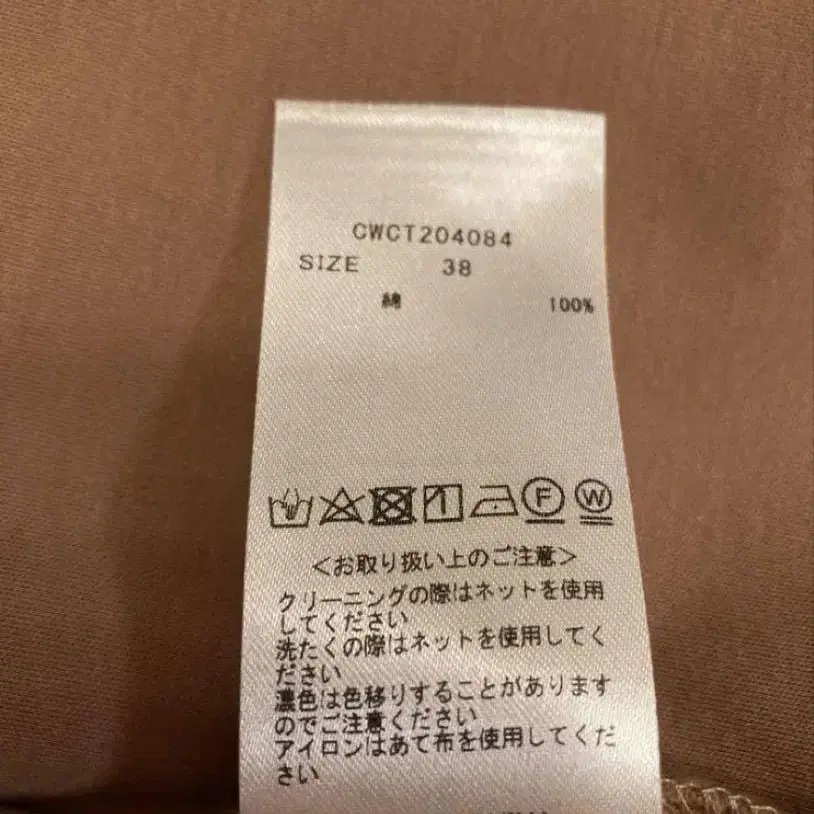 CWCT204084
SIZE 38
綿 100%
F W
<お取り扱い上のご注意>
クリーニングの際はネットを使用
してください
洗たくの際はネットを使用してく
ださい
濃色は色移りすることがあります
のでご注意ください
アイロンはあて布を使用してくだ
さい